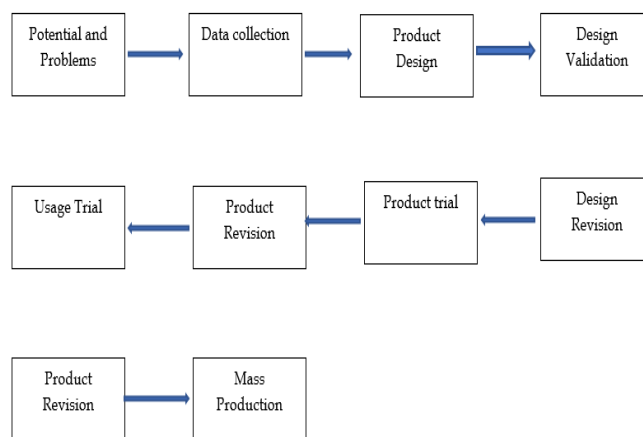 Potential and
Problems
Data collection
Product
Design
Design
Validation
Usage Trial
Product
Revision
Product trial
Design
Revision
Product
Revision
Mass
Production